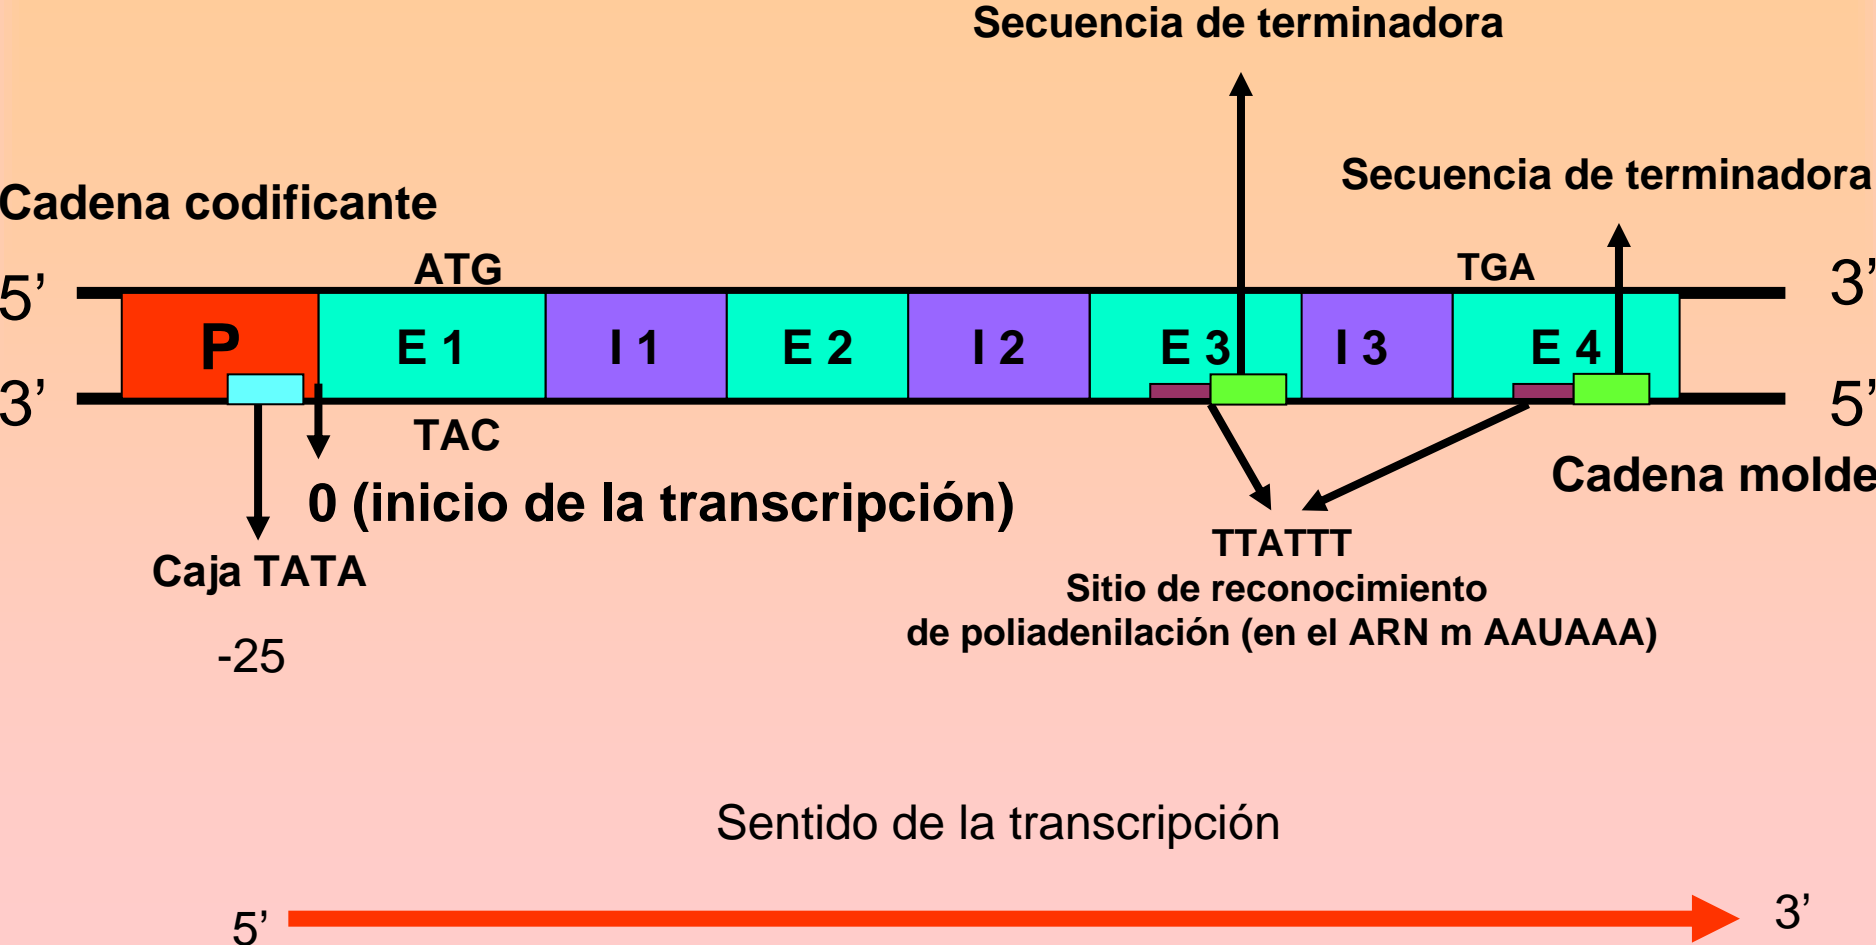 Secuencia de terminadora
Secuencia de terminadora
Cadena codificante
ATG
TGA
5’
3’
P
E 1
I 1
E 2
I 2
E 3
I 3
E 4
3’
5’
TAC
Cadena molde
0 (inicio de la transcripción)
TTATTT
Caja TATA
Sitio de reconocimiento
de poliadenilación (en el ARN m AAUAAA)
-25
Sentido de la transcripción
5’
3’